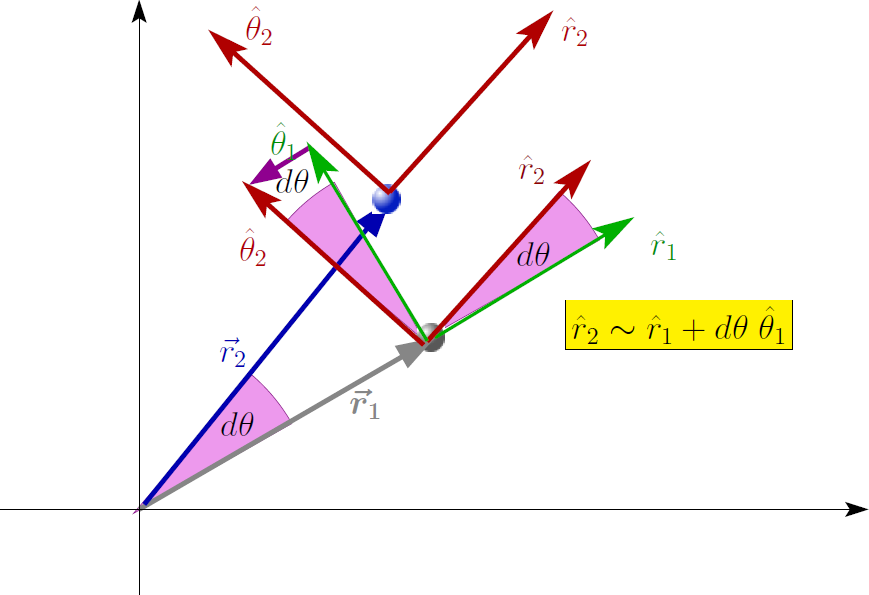 θ̂₂
r̂₂
θ̂₁
dθ
r̂₂
θ̂₂
dθ
r̂₁
r̂₂ ∼ r̂₁ + dθ θ̂₁
r⃗₂
r⃗₁
dθ